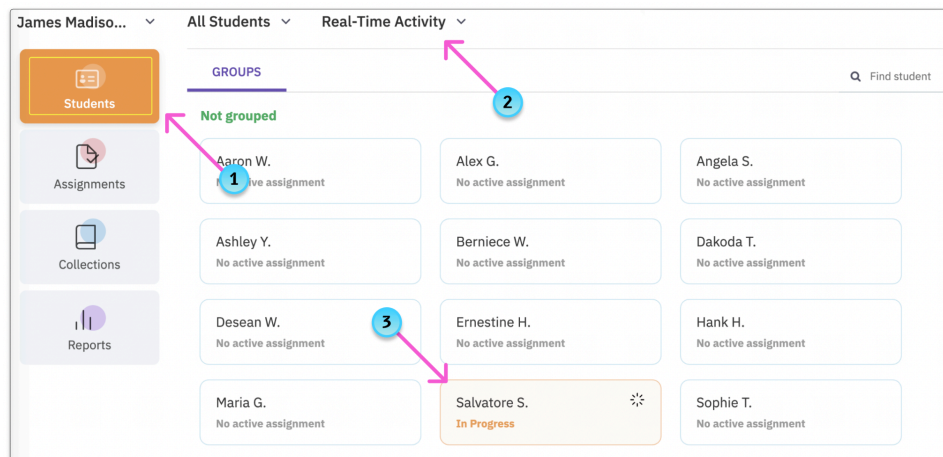 James Madiso...
All Students
Real-Time Activity
Students
Assignments
Collections
Reports
GROUPS
Find student
Not grouped
Aaron W.
Alex G.
Angela S.
ive assignment
No active assignment
No active assignment
Ashley Y.
Berniece W.
Dakoda T.
No active assignment
No active assignment
No active assignment
Desean W.
Ernestine H.
Hank H.
No active assignment
No active assignment
No active assignment
Maria G.
Salvatore S.
Sophie T.
No active assignment
In Progress
No active assignment
1
2
3